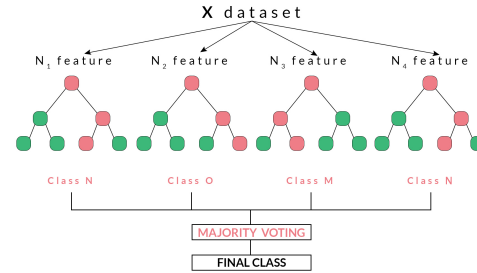 X dataset
N₁ feature N₂ feature N₃ feature N₄ feature
Class N Class O Class M Class N
MAJORITY VOTING
FINAL CLASS